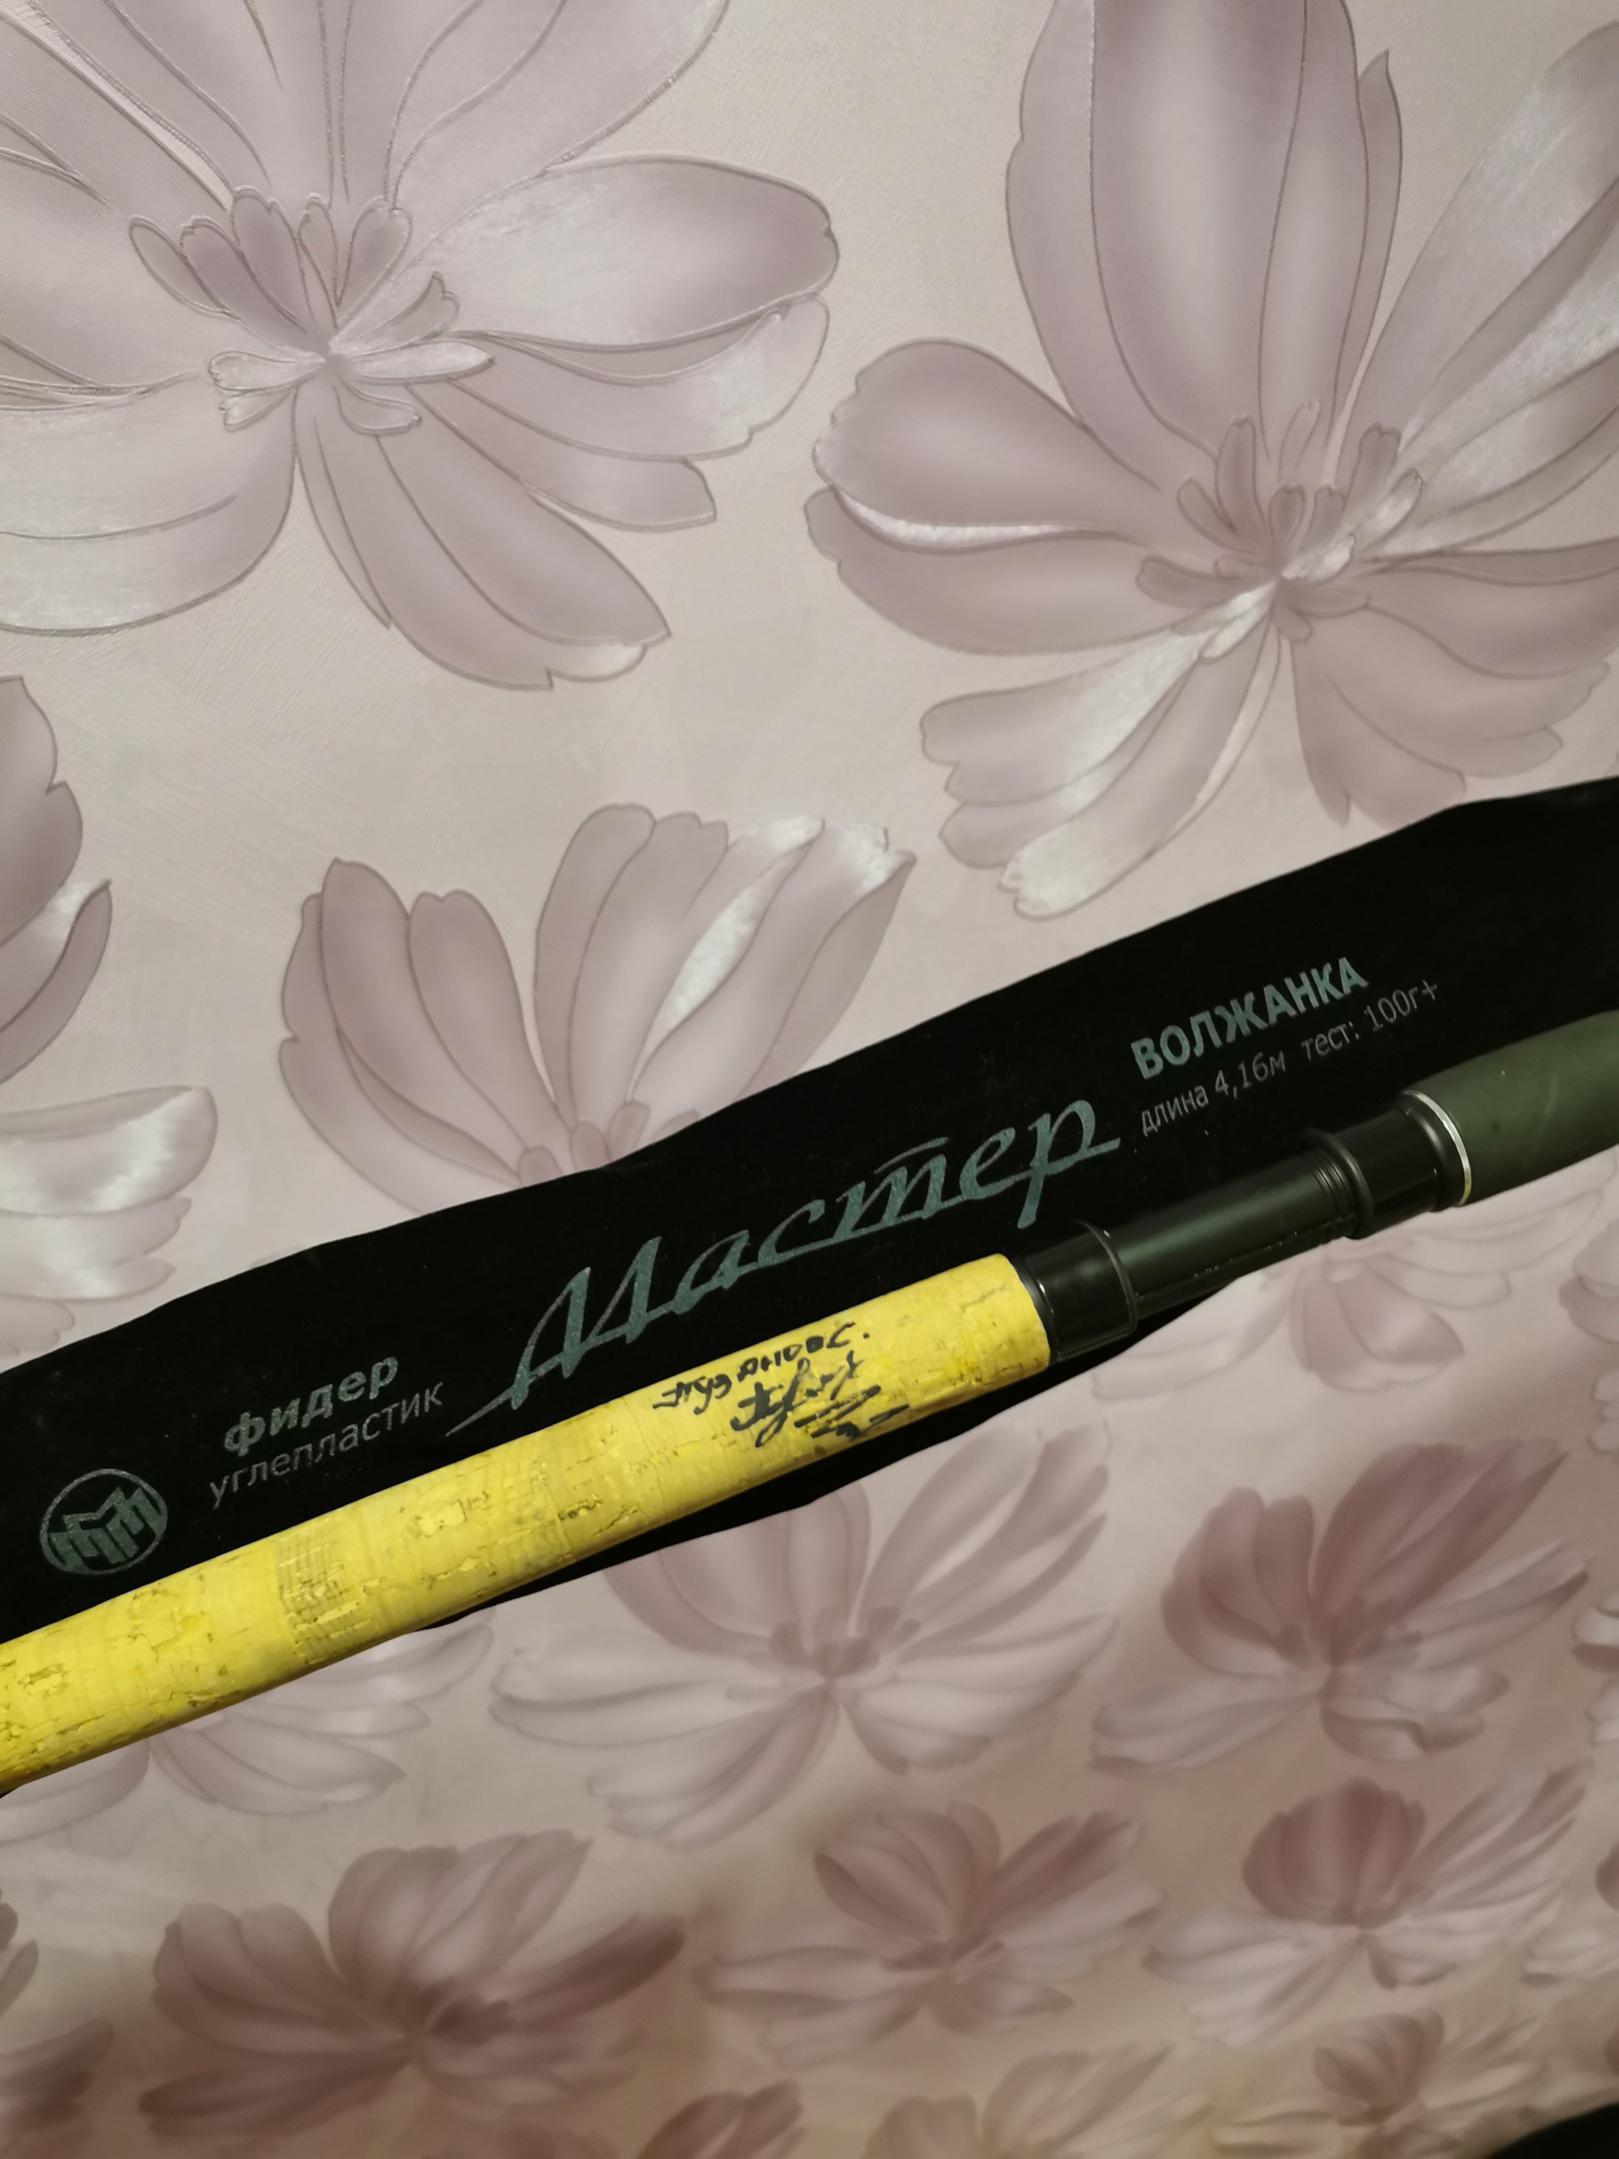 ВОЛЖАНКА
длина 4,16м тест: 100г+
Мастер
фидер
углепластик